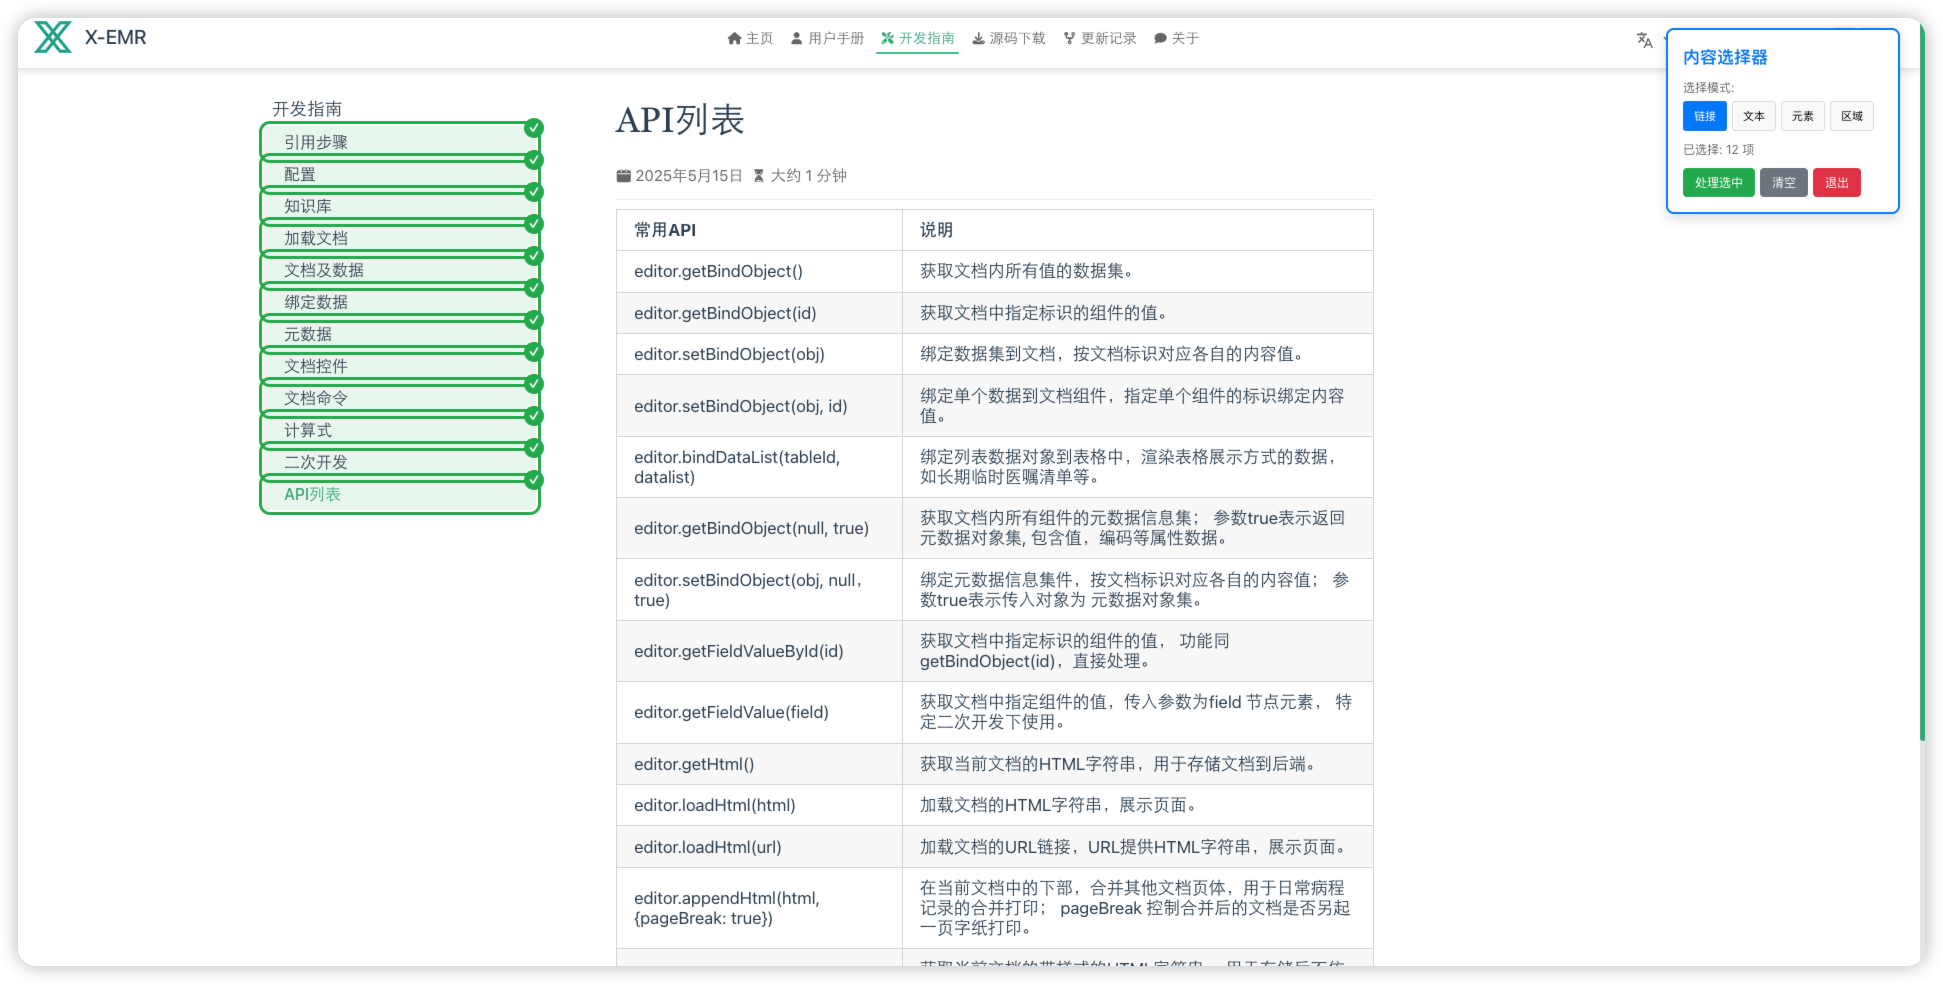 X-EMR
主页 用户手册 开发指南 源码下载 更新记录 关于
内容选择器
选择模式:
链接 文本 元素 区域
已选择: 12 项
处理选中 清空 退出
开发指南
引用步骤
配置
知识库
加载文档
文档及数据
绑定数据
元数据
文档控件
文档命令
计算式
二次开发
API列表
API列表
2025年5月15日 大约 1 分钟
常用API 说明
editor.getBindObject() 获取文档内所有值的数据集。
editor.getBindObject(id) 获取文档中指定标识的组件的值。
editor.setBindObject(obj) 绑定数据集到文档，按文档标识对应各自的内容值。
editor.setBindObject(obj, id) 绑定单个数据到文档组件，指定单个组件的标识绑定内容
值。
editor.bindDataList(tableId, 绑定列表数据对象到表格中，渲染表格展示方式的数据，
datalist) 如长期临时医嘱清单等。
editor.getBindObject(null, true) 获取文档内所有组件的元数据信息集； 参数true表示返回
元数据对象集, 包含值，编码等属性数据。
editor.setBindObject(obj, null， 绑定元数据信息集件，按文档标识对应各自的内容值； 参
true) 数true表示传入对象为 元数据对象集。
editor.getFieldValueById(id) 获取文档中指定标识的组件的值， 功能同
getBindObject(id)，直接处理。
editor.getFieldValue(field) 获取文档中指定组件的值，传入参数为field 节点元素， 特
定二次开发下使用。
editor.getHtml() 获取当前文档的HTML字符串，用于存储文档到后端。
editor.loadHtml(html) 加载文档的HTML字符串，展示页面。
editor.loadHtml(url) 加载文档的URL链接，URL提供HTML字符串，展示页面。
editor.appendHtml(html, 在当前文档中的下部，合并其他文档页体，用于日常病程
{pageBreak: true}) 记录的合并打印； pageBreak 控制合并后的文档是否另起
一页字纸打印。